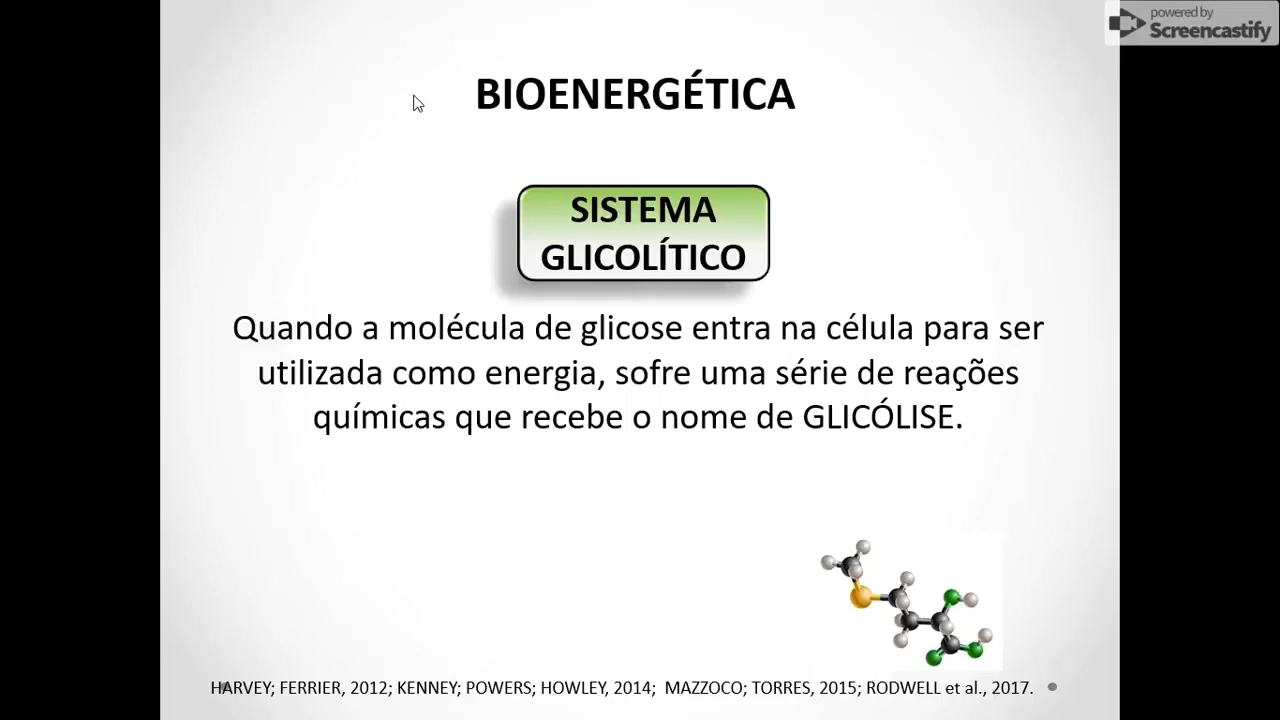 powered by
Screencastify
BIOENERGÉTICA
SISTEMA
GLICOLÍTICO
Quando a molécula de glicose entra na célula para ser
utilizada como energia, sofre uma série de reações
químicas que recebe o nome de GLICÓLISE.
HARVEY; FERRIER, 2012; KENNEY; POWERS; HOWLEY, 2014; MAZZOCO; TORRES, 2015; RODWELL et al., 2017.